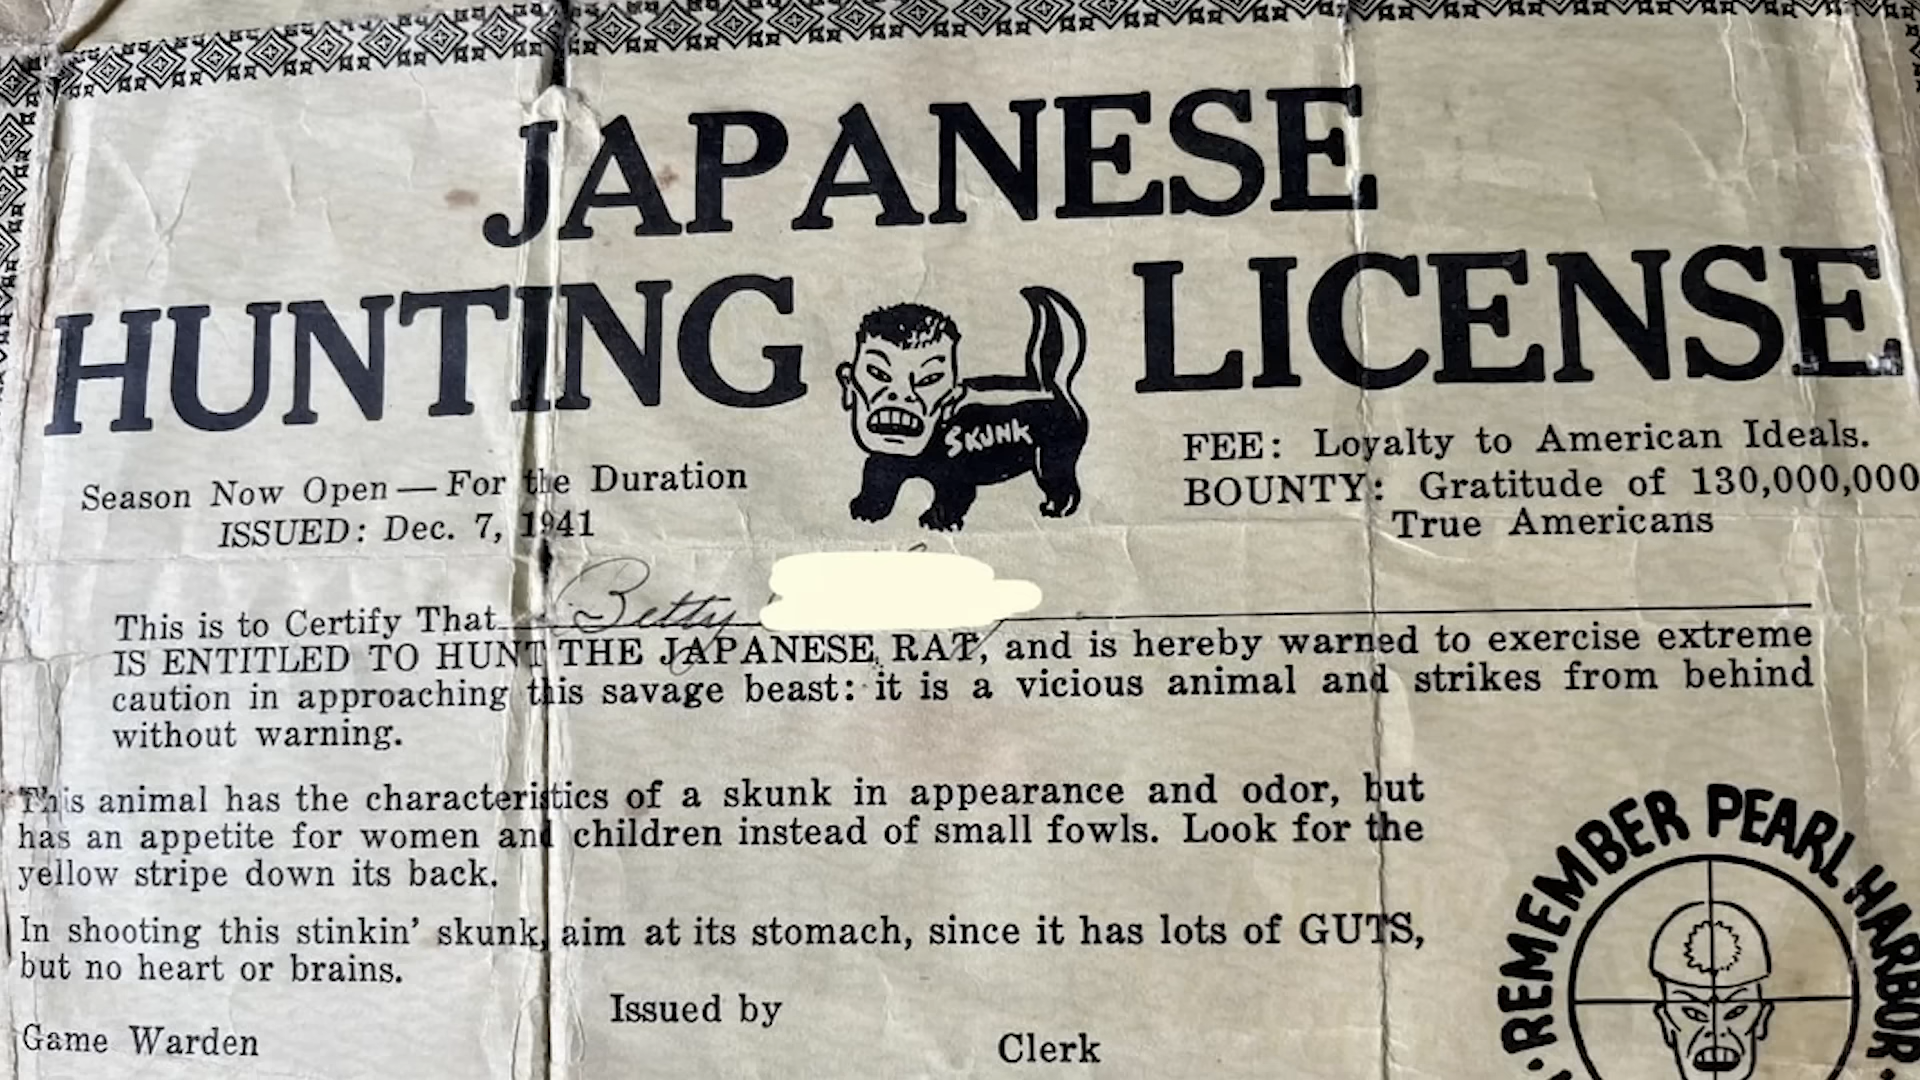 JAPANESE
HUNTING LICENSE
SKUNK
Season Now Open — For the Duration
ISSUED: Dec. 7, 1941
FEE: Loyalty to American Ideals.
BOUNTY: Gratitude of 130,000,000
True Americans
This is to Certify That Betty
IS ENTITLED TO HUNT THE JAPANESE RAT, and is hereby warned to exercise extreme
caution in approaching this savage beast: it is a vicious animal and strikes from behind
without warning.
This animal has the characteristics of a skunk in appearance and odor, but
has an appetite for women and children instead of small fowls. Look for the
yellow stripe down its back.
In shooting this stinkin' skunk, aim at its stomach, since it has lots of GUTS,
but no heart or brains.
Issued by
Game Warden
Clerk
REMEMBER PEARL HARBOR